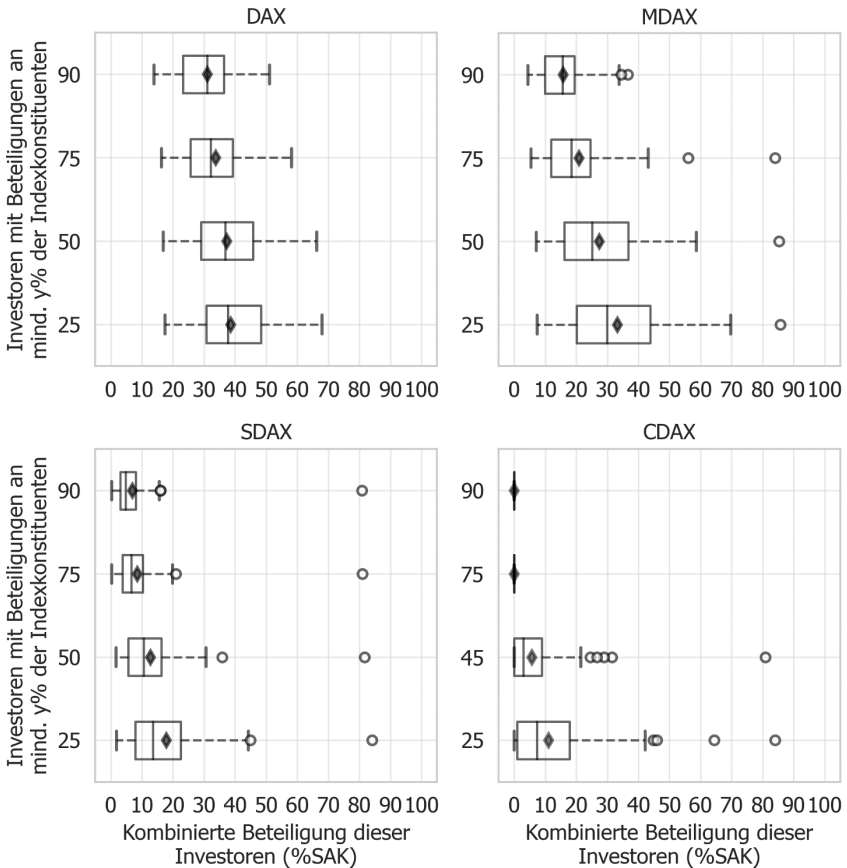 DAX
Investoren mit Beteiligungen an
mind. y% der Indexkonstituenten
90
75
50
25
0 10 20 30 40 50 60 70 80 90 100
MDAX
90
75
50
25
0 10 20 30 40 50 60 70 80 90 100
SDAX
Investoren mit Beteiligungen an
mind. y% der Indexkonstituenten
90
75
50
25
0 10 20 30 40 50 60 70 80 90 100
Kombinierte Beteiligung dieser
Investoren (%SAK)
CDAX
90
75
45
25
0 10 20 30 40 50 60 70 80 90 100
Kombinierte Beteiligung dieser
Investoren (%SAK)